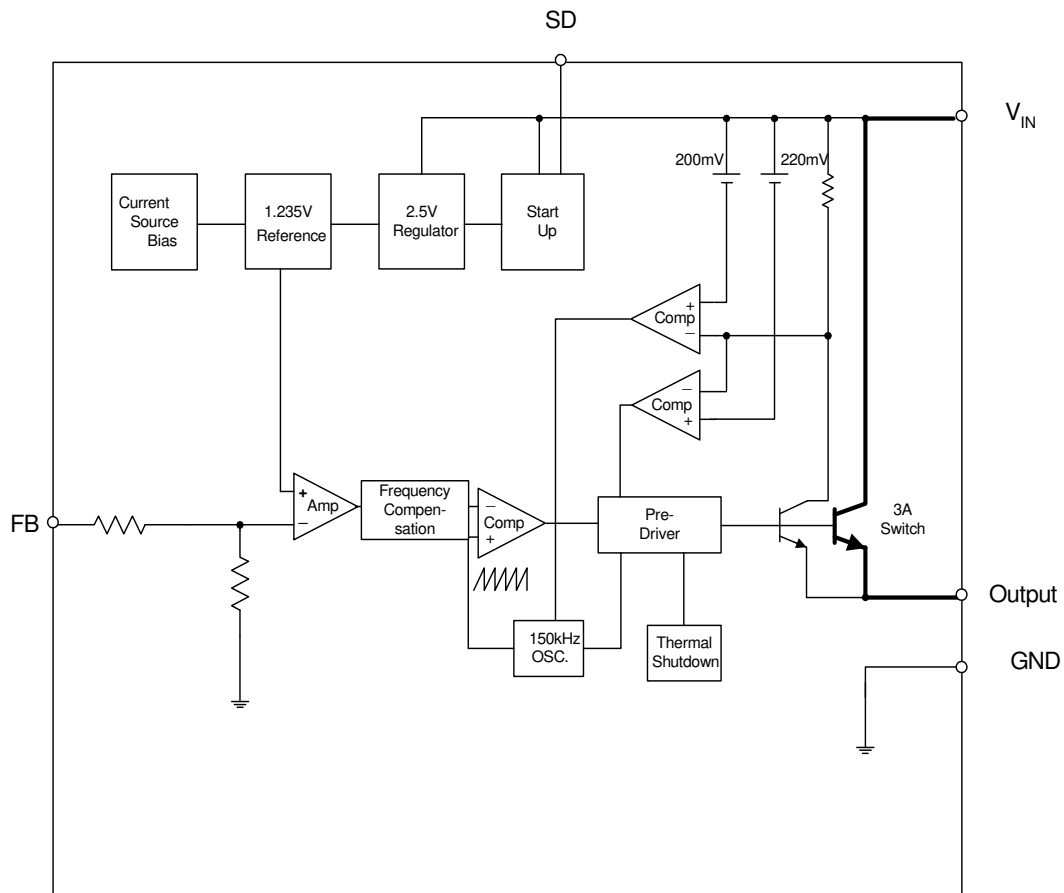 SD
V_IN
200mV
220mV
Current
Source
Bias
1.235V
Reference
2.5V
Regulator
Start
Up
+
Comp
−
−
Comp
+
FB
+
Amp
−
Frequency
Compen-
sation
−
Comp
+
Pre-
Driver
3A
Switch
Output
150kHz
OSC.
Thermal
Shutdown
GND